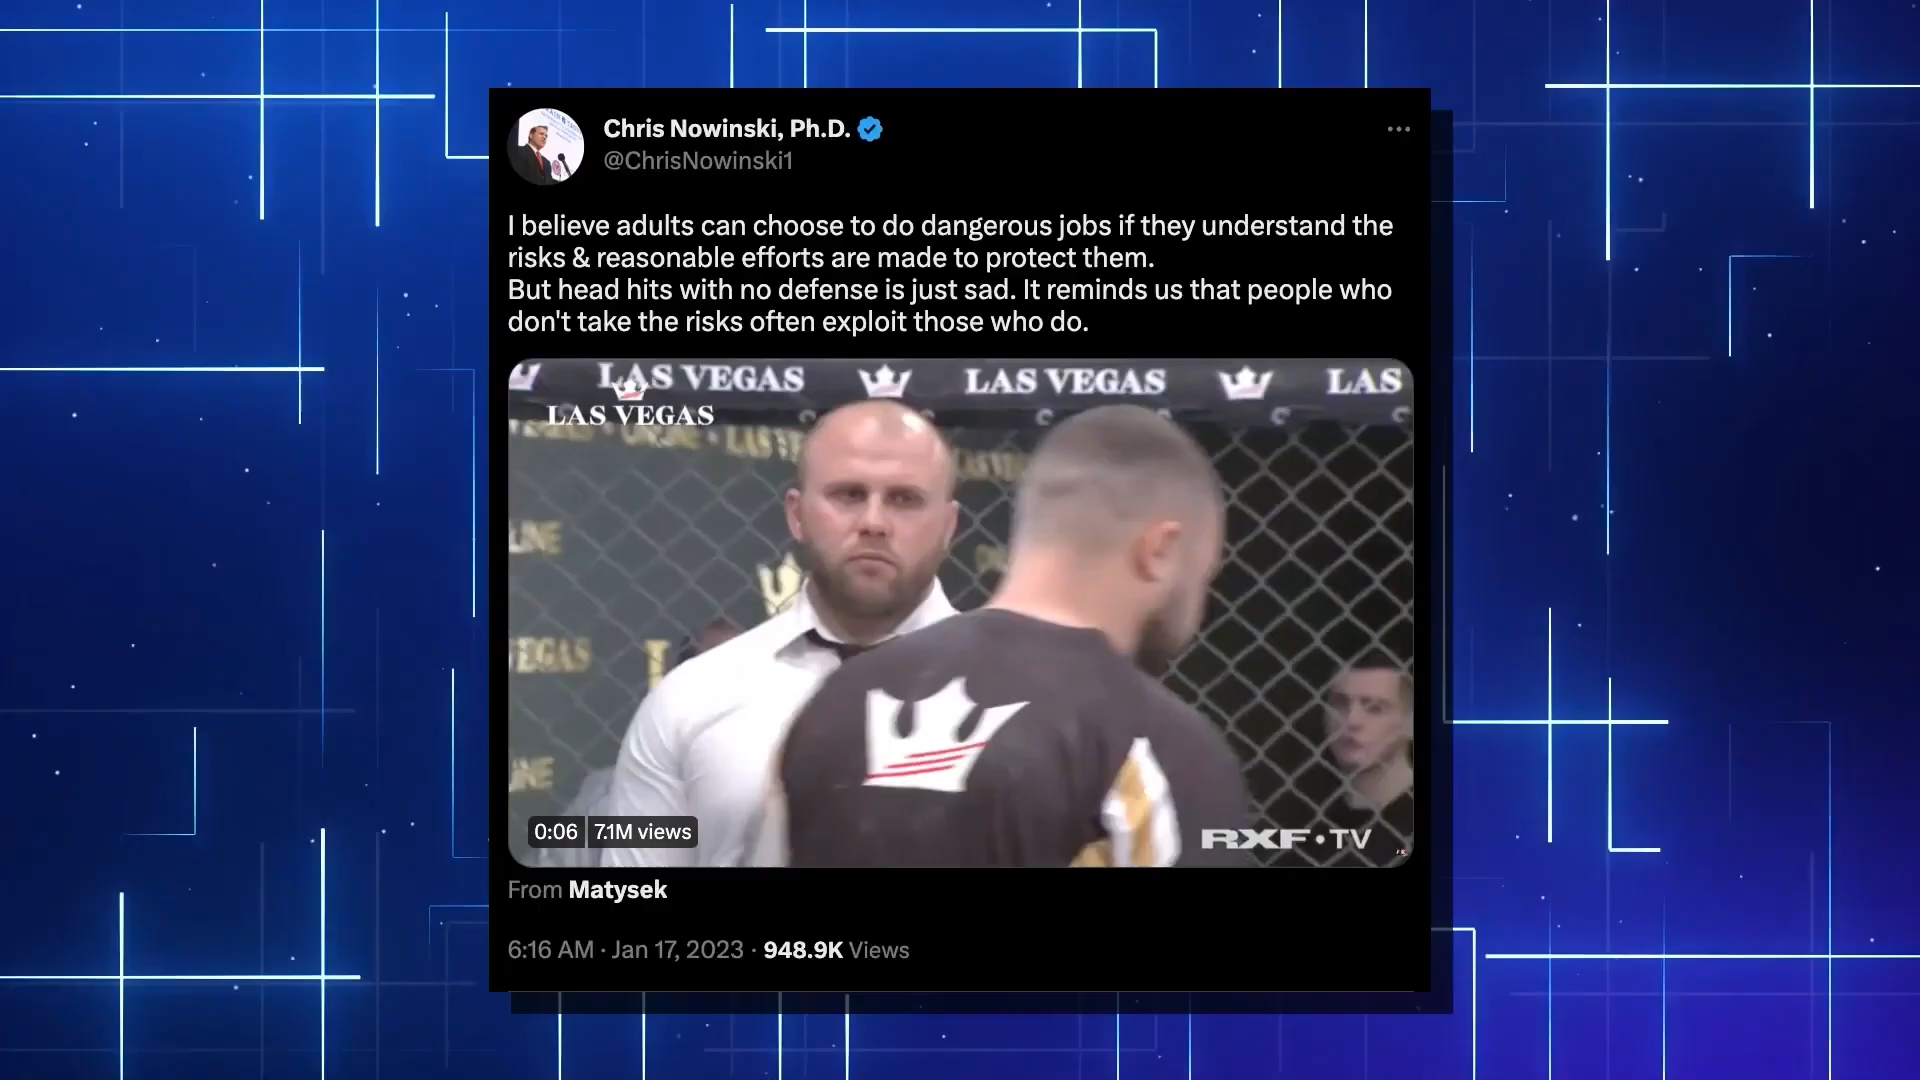 Chris Nowinski, Ph.D.
@ChrisNowinski1
I believe adults can choose to do dangerous jobs if they understand the
risks & reasonable efforts are made to protect them.
But head hits with no defense is just sad. It reminds us that people who
don't take the risks often exploit those who do.
LAS VEGAS LAS VEGAS LAS
LAS VEGAS
LAS
LINE
VEGAS
RXF•TV
0:06 7.1M views
From Matysek
6:16 AM · Jan 17, 2023 · 948.9K Views